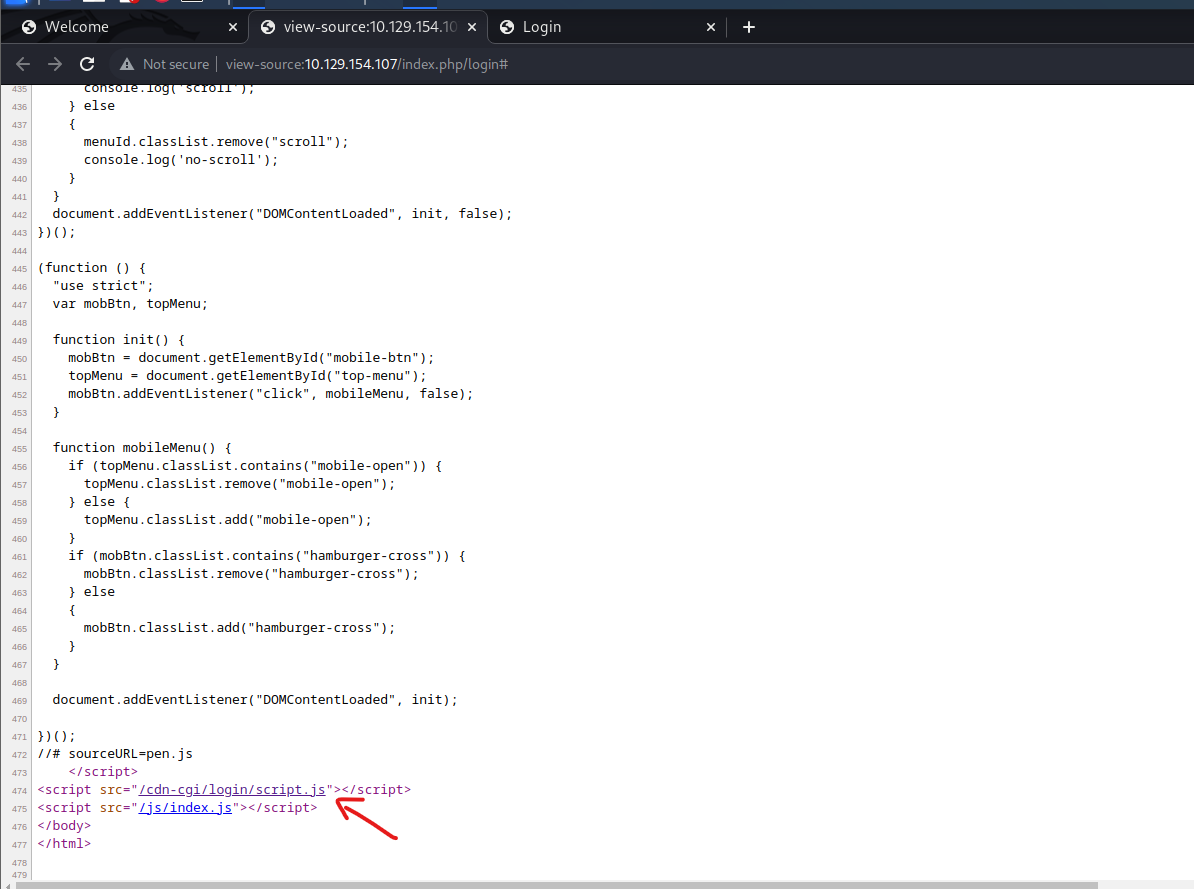 Welcome
view-source:10.129.154.10
Login
Not secure | view-source:10.129.154.107/index.php/login#
435 console.log('scroll');
436 } else
437 {
438 menuId.classList.remove("scroll");
439 console.log('no-scroll');
440 }
441 }
442 document.addEventListener("DOMContentLoaded", init, false);
443 })();
444
445 (function () {
446 "use strict";
447 var mobBtn, topMenu;
448
449 function init() {
450 mobBtn = document.getElementById("mobile-btn");
451 topMenu = document.getElementById("top-menu");
452 mobBtn.addEventListener("click", mobileMenu, false);
453 }
454
455 function mobileMenu() {
456 if (topMenu.classList.contains("mobile-open")) {
457 topMenu.classList.remove("mobile-open");
458 } else {
459 topMenu.classList.add("mobile-open");
460 }
461 if (mobBtn.classList.contains("hamburger-cross")) {
462 mobBtn.classList.remove("hamburger-cross");
463 } else
464 {
465 mobBtn.classList.add("hamburger-cross");
466 }
467 }
468
469 document.addEventListener("DOMContentLoaded", init);
470
471 })();
472 //# sourceURL=pen.js
473 </script>
474 <script src="/cdn-cgi/login/script.js"></script>
475 <script src="/js/index.js"></script>
476 </body>
477 </html>
478
479